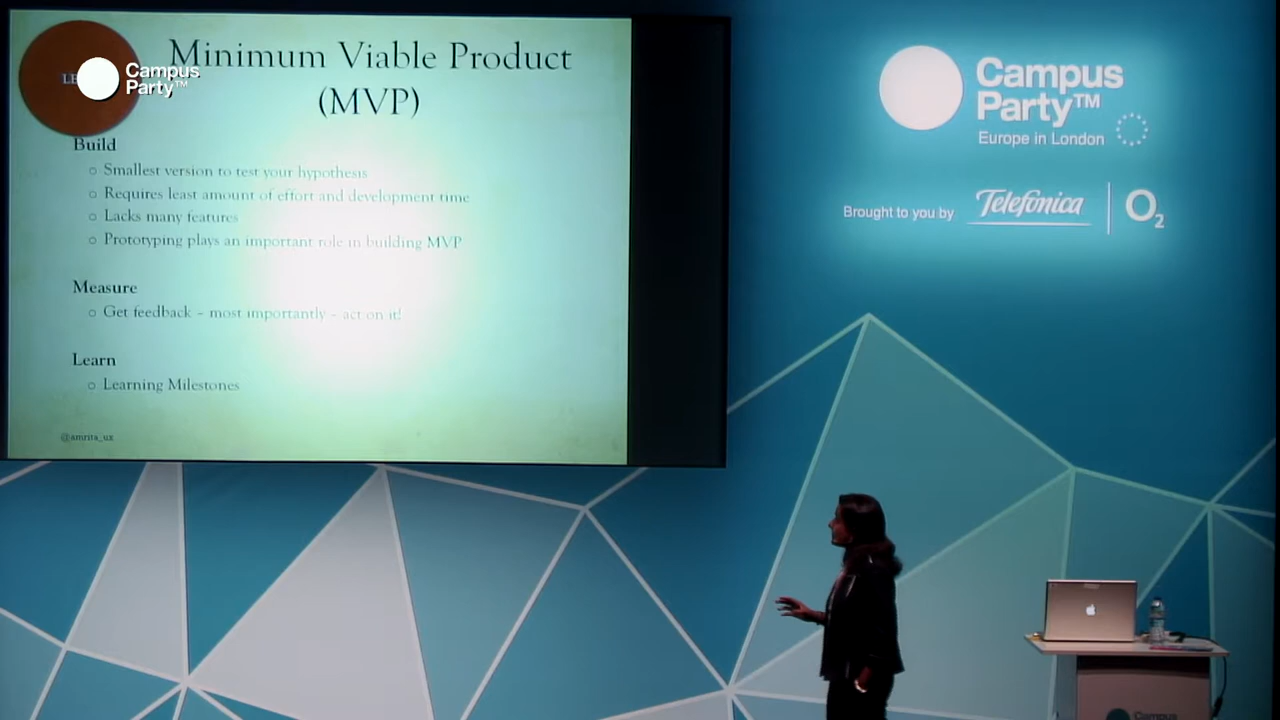 Minimum Viable Product
(MVP)
Campus
Party™
Build
Smallest version to test your hypothesis
Requires least amount of effort and development time
Lacks many features
Prototyping plays an important role in building MVP
Measure
Get feedback – most importantly – act on it!
Learn
Learning Milestones
@amrita_ux
Campus
Party™
Europe in London
Brought to you by Telefónica O2
Campus